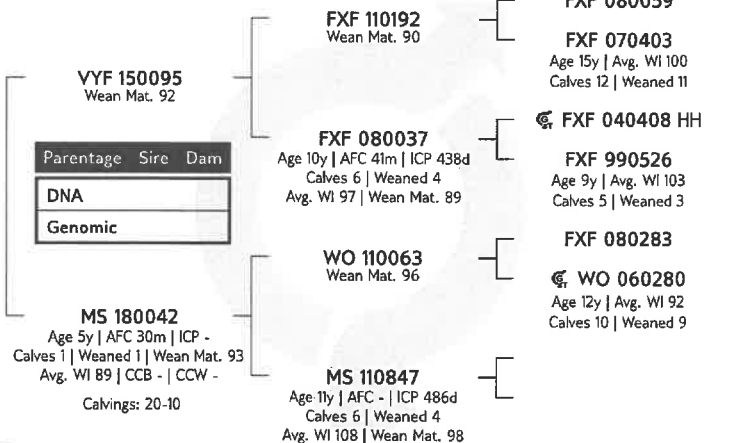 FXF 080059
FXF 110192
Wean Mat. 90
FXF 070403
Age 15y | Avg. WI 100
Calves 12 | Weaned 11
VYF 150095
Wean Mat. 92
FXF 080037
Age 10y | AFC 41m | ICP 438d
Calves 6 | Weaned 4
Avg. WI 97 | Wean Mat. 89
FXF 040408 HH
FXF 990526
Age 9y | Avg. WI 103
Calves 5 | Weaned 3
Parentage Sire Dam
DNA
Genomic
WO 110063
Wean Mat. 96
FXF 080283
WO 060280
Age 12y | Avg. WI 92
Calves 10 | Weaned 9
MS 180042
Age 5y | AFC 30m | ICP -
Calves 1 | Weaned 1 | Wean Mat. 93
Avg. WI 89 | CCB - | CCW -
Calvings: 20-10
MS 110847
Age 11y | AFC - | ICP 486d
Calves 6 | Weaned 4
Avg. WI 108 | Wean Mat. 98